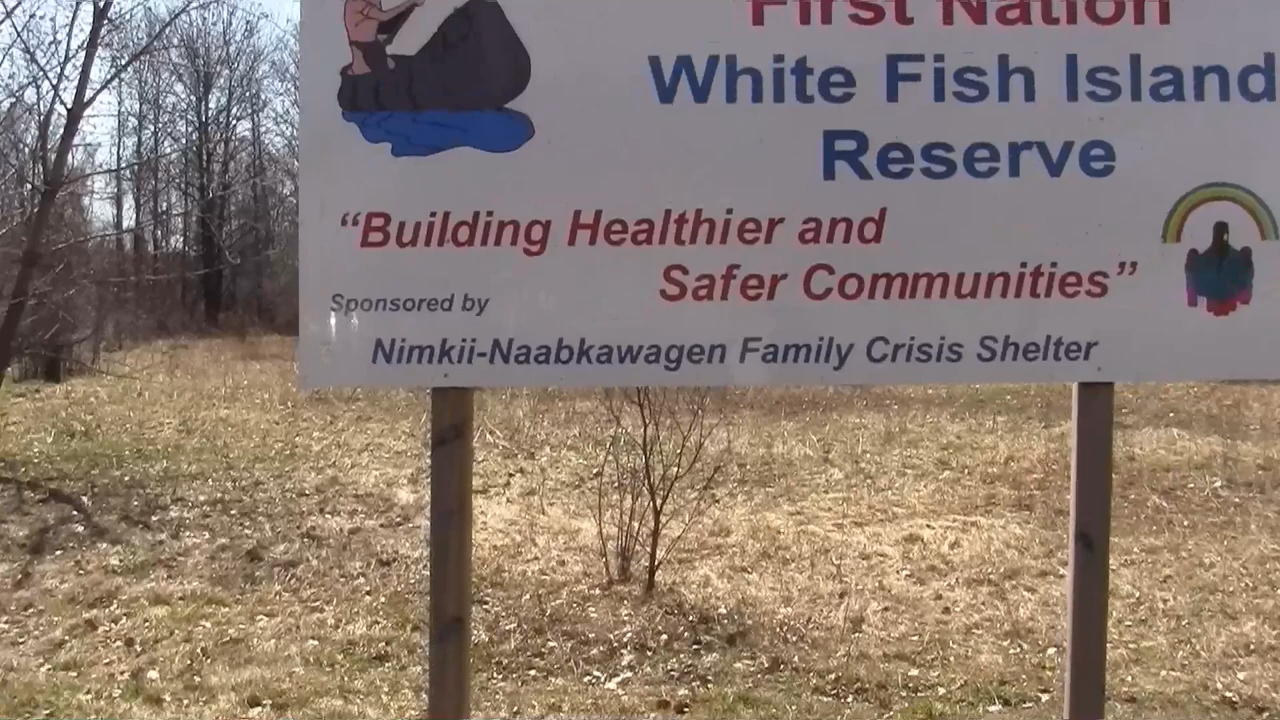 First Nation
White Fish Island
Reserve
“Building Healthier and
Safer Communities”
Sponsored by
Nimkii-Naabkawagen Family Crisis Shelter